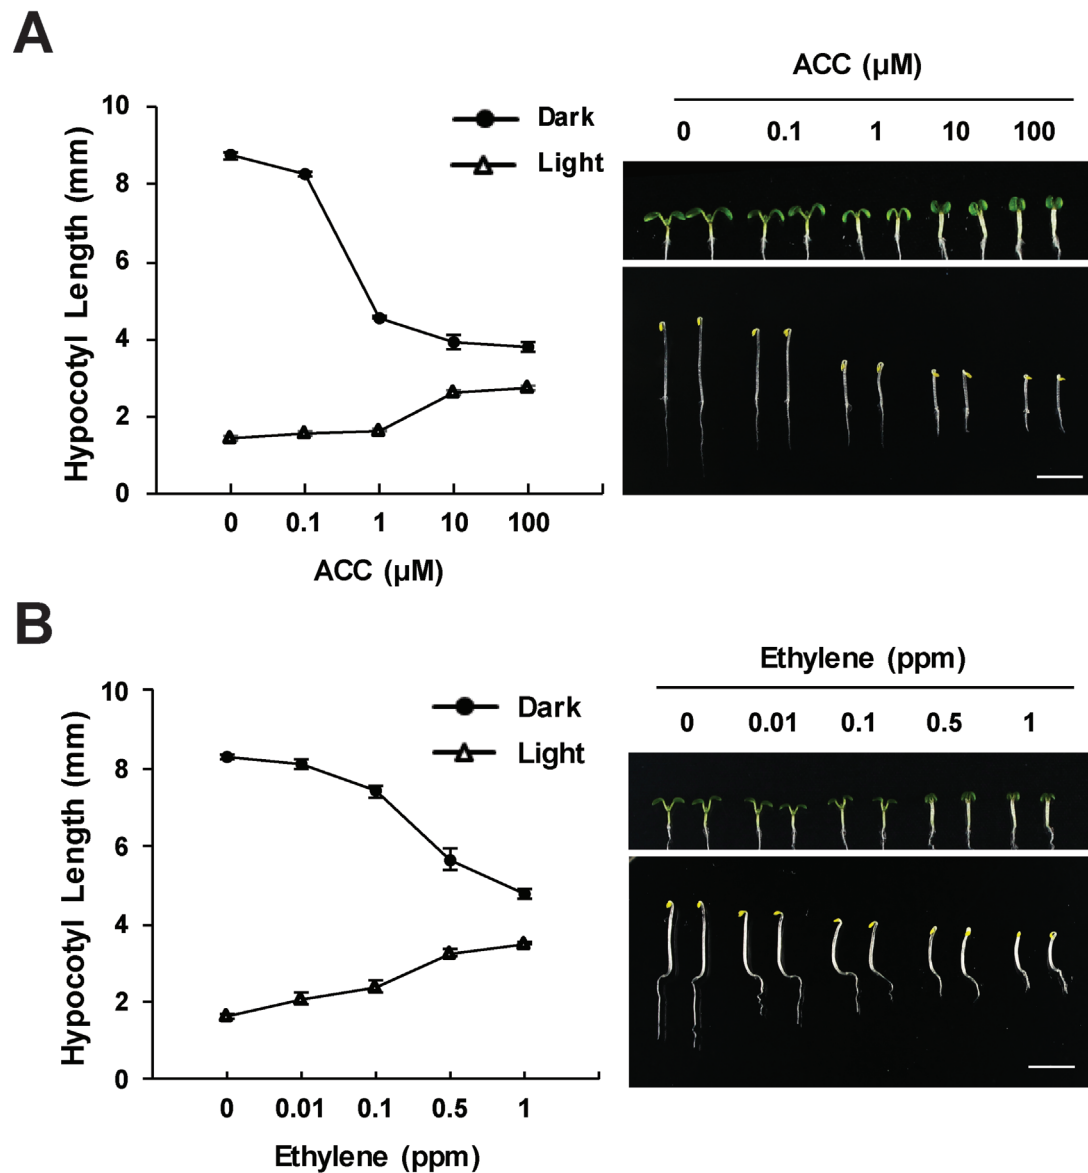 A
ACC (µM)
0 0.1 1 10 100
Dark
Light
Hypocotyl Length (mm)
10
8
6
4
2
0
0 0.1 1 10 100
ACC (µM)
B
Ethylene (ppm)
0 0.01 0.1 0.5 1
Dark
Light
Hypocotyl Length (mm)
10
8
6
4
2
0
0 0.01 0.1 0.5 1
Ethylene (ppm)